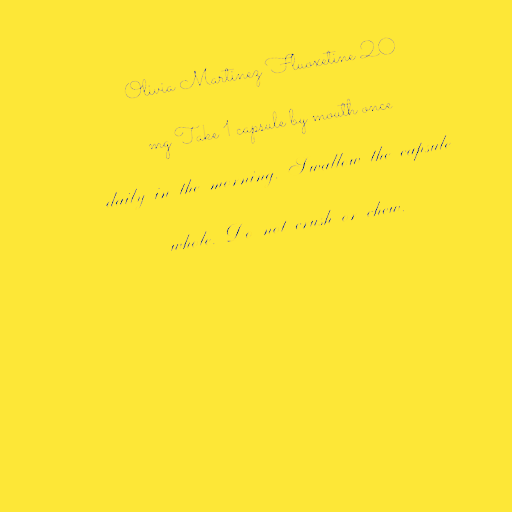 Olivia Martinez Fluoxetine 20
mg Take 1 capsule by mouth once
daily in the morning. Swallow the capsule
whole. Do not crush or chew.